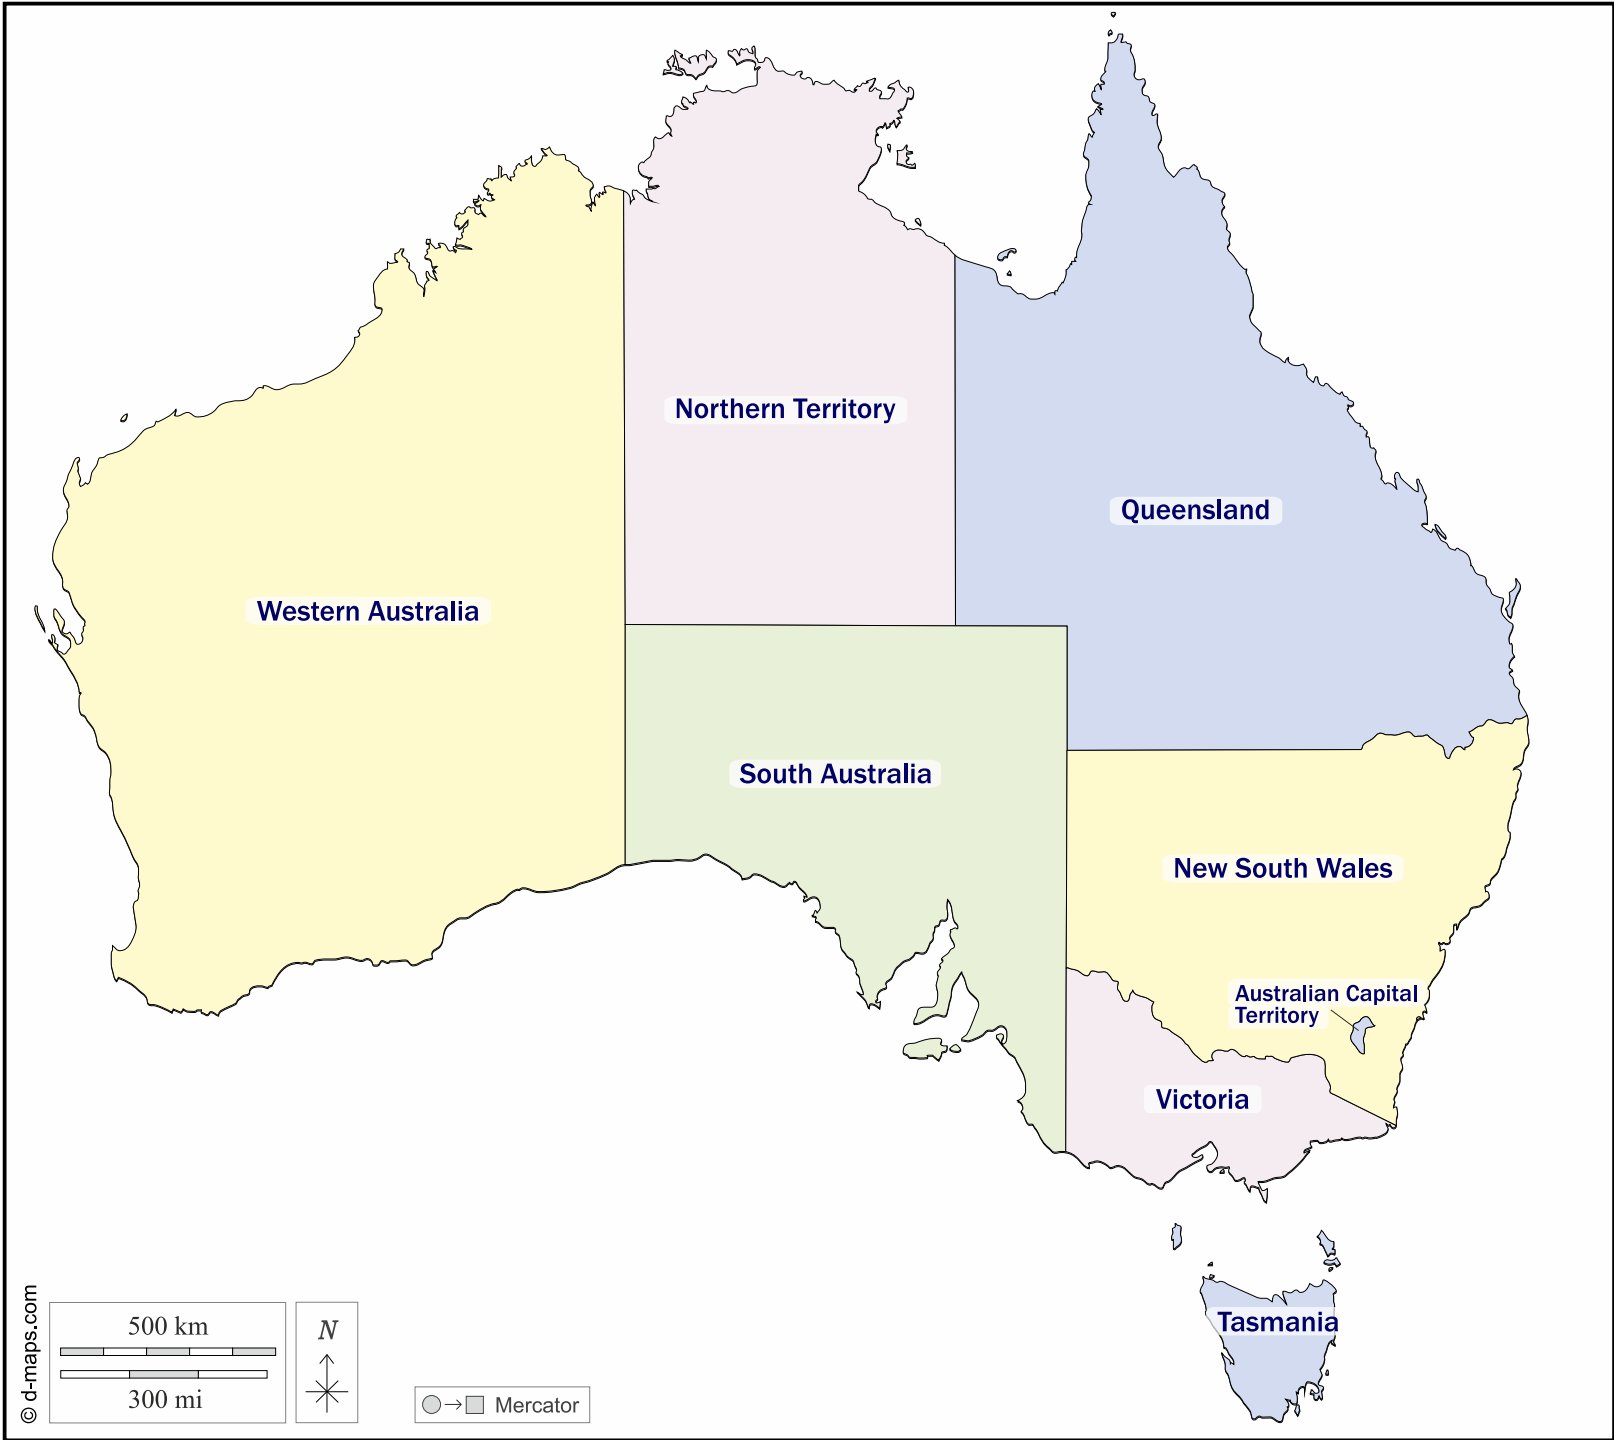 Northern Territory
Queensland
Western Australia
South Australia
New South Wales
Australian Capital
Territory
Victoria
Tasmania
500 km
300 mi
N
Mercator
© d-maps.com